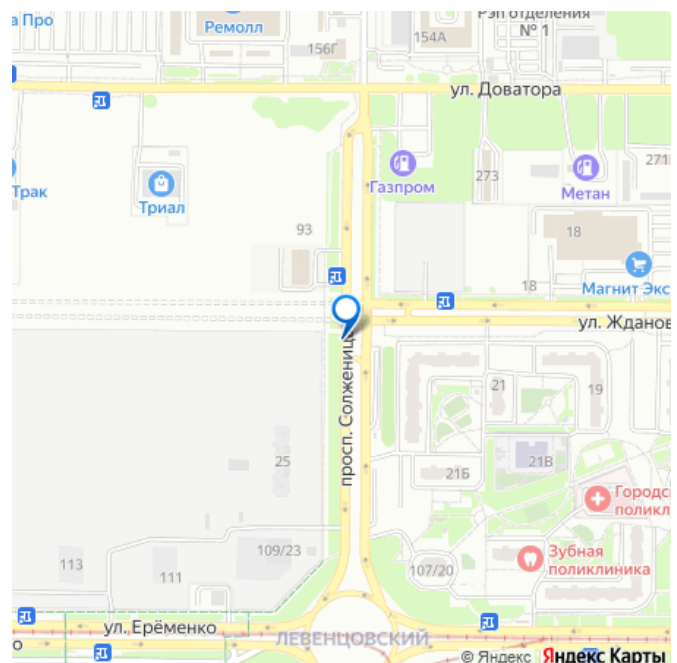 а Про
Ремолл
156Г
154А
Рэп отделения
№ 1
ул. Доватора
Газпром
273
Метан
271
Трак
Триал
93
18
18
Магнит Экс
ул. Жданов
просп. Солженица
21
19
25
21Б
21В
Городс
поликл
Зубная
поликлиника
109/23
113
111
107/20
ул. Ерёменко
ЛЕВЕНЦОВСКИЙ
о
© Яндекс Яндекс Карты